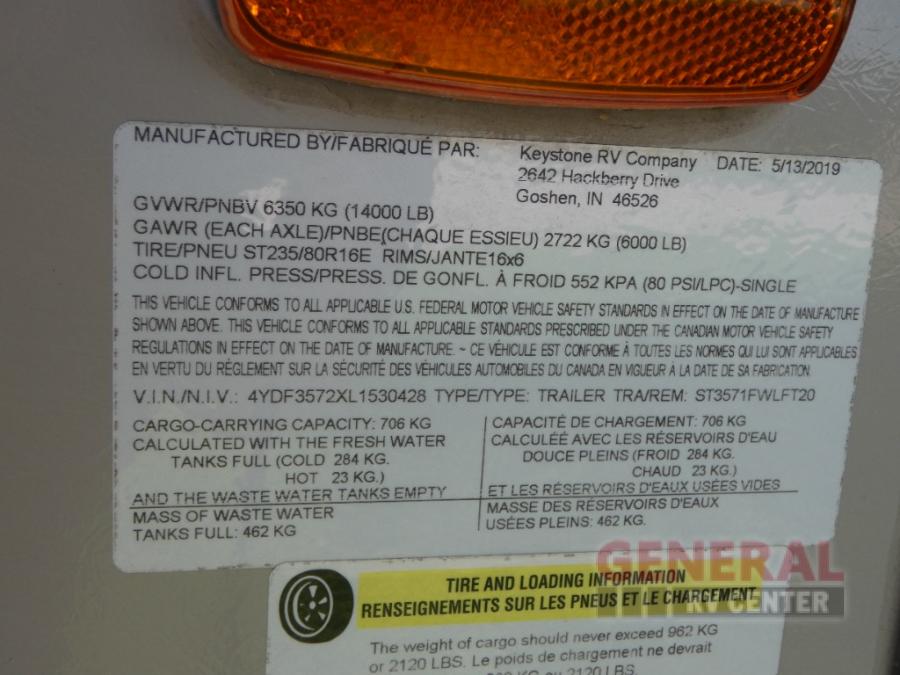 MANUFACTURED BY/FABRIQUÉ PAR: Keystone RV Company DATE: 5/13/2019
2642 Hackberry Drive
Goshen, IN 46526
GVWR/PNBV 6350 KG (14000 LB)
GAWR (EACH AXLE)/PNBE(CHAQUE ESSIEU) 2722 KG (6000 LB)
TIRE/PNEU ST235/80R16E RIMS/JANTE16x6
COLD INFL. PRESS/PRESS. DE GONFL. À FROID 552 KPA (80 PSI/LPC)-SINGLE
THIS VEHICLE CONFORMS TO ALL APPLICABLE U.S. FEDERAL MOTOR VEHICLE SAFETY STANDARDS IN EFFECT ON THE DATE OF MANUFACTURE
SHOWN ABOVE. THIS VEHICLE CONFORMS TO ALL APPLICABLE STANDARDS PRESCRIBED UNDER THE CANADIAN MOTOR VEHICLE SAFETY
REGULATIONS IN EFFECT ON THE DATE OF MANUFACTURE. ~ CE VÉHICULE EST CONFORME À TOUTES LES NORMES QUI LUI SONT APPLICABLES
EN VERTU DU RÉGLEMENT SUR LA SÉCURITÉ DES VÉHICULES AUTOMOBILES DU CANADA EN VIGUEUR A LA DATE DE SA FABRICATION.
V.I.N./N.I.V.: 4YDF3572XL1530428 TYPE/TYPE: TRAILER TRA/REM: ST3571FWLFT20
CARGO-CARRYING CAPACITY: 706 KG
CALCULATED WITH THE FRESH WATER
TANKS FULL (COLD 284 KG.
HOT 23 KG.)
AND THE WASTE WATER TANKS EMPTY
MASS OF WASTE WATER
TANKS FULL: 462 KG
CAPACITÉ DE CHARGEMENT: 706 KG
CALCULÉE AVEC LES RÉSERVOIRS D'EAU
DOUCE PLEINS (FROID 284 KG.
CHAUD 23 KG.)
ET LES RÉSERVOIRS D'EAUX USÉES VIDES
MASSE DES RÉSERVOIRS D'EAUX
USÉES PLEINS: 462 KG.
TIRE AND LOADING INFORMATION
RENSEIGNEMENTS SUR LES PNEUS ET LE CHARGEMENT
The weight of cargo should never exceed 962 KG
or 2120 LBS. Le poids de chargement ne devrait
KG ou 2120 LBS.
GENERAL
RV CENTER